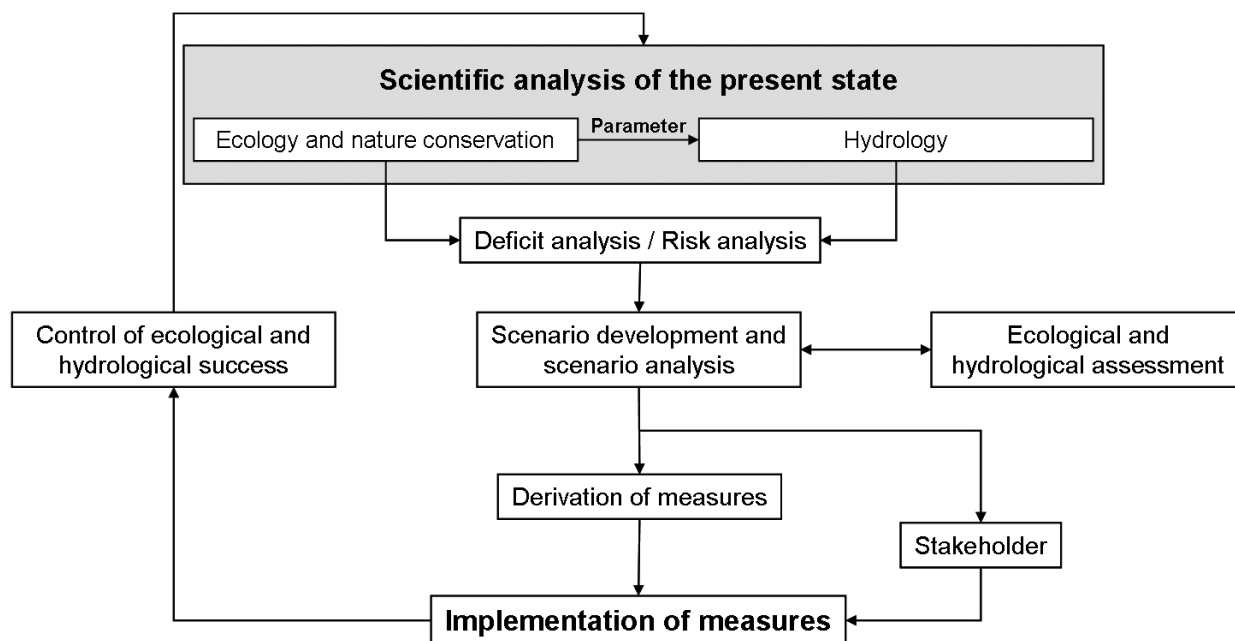 Scientific analysis of the present state
Parameter
Ecology and nature conservation
Hydrology
Deficit analysis / Risk analysis
Control of ecological and
hydrological success
Scenario development and
scenario analysis
Ecological and
hydrological assessment
Derivation of measures
Stakeholder
Implementation of measures